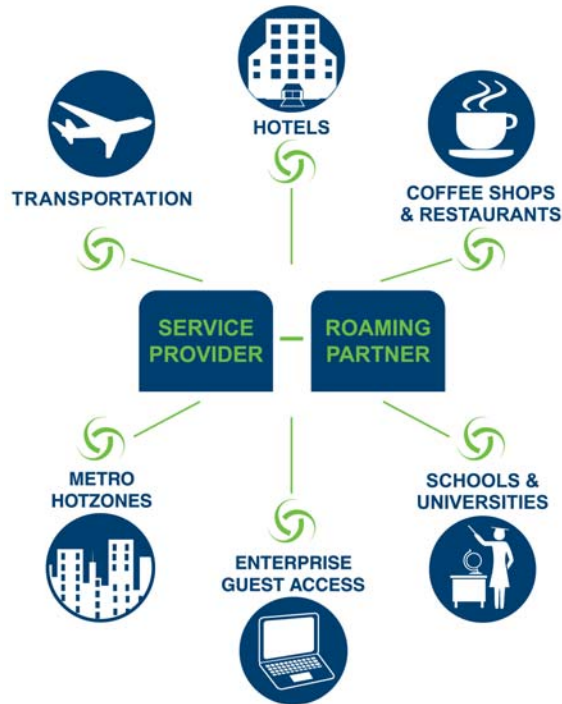 HOTELS
TRANSPORTATION
COFFEE SHOPS
& RESTAURANTS
SERVICE
PROVIDER
ROAMING
PARTNER
METRO
HOTZONES
SCHOOLS &
UNIVERSITIES
ENTERPRISE
GUEST ACCESS